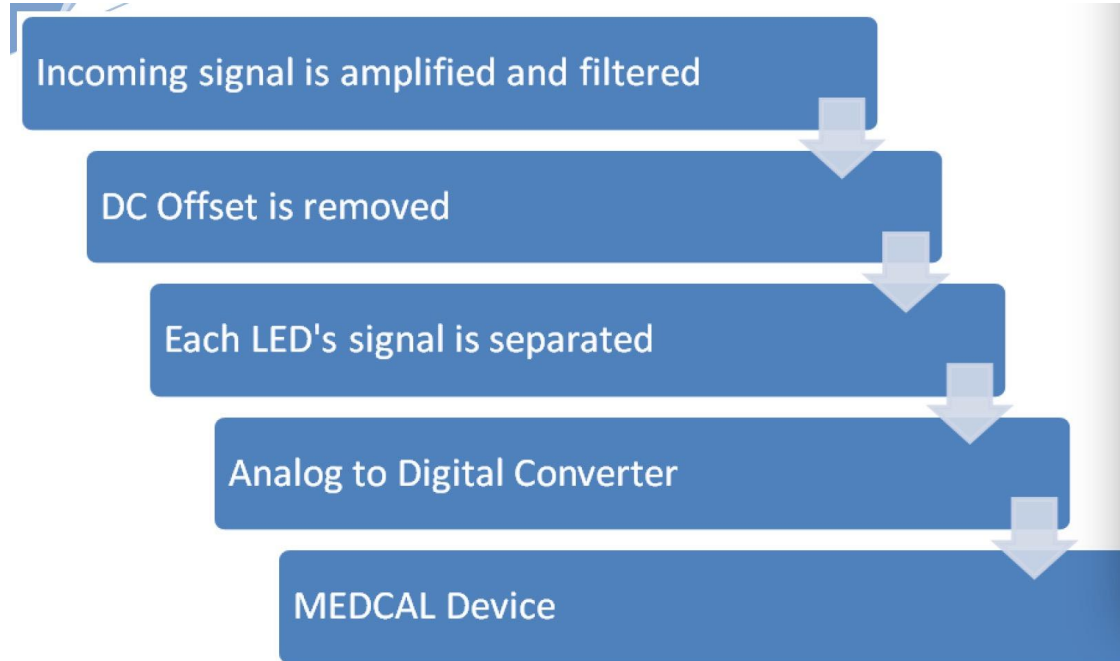 Incoming signal is amplified and filtered
DC Offset is removed
Each LED's signal is separated
Analog to Digital Converter
MEDCAL Device